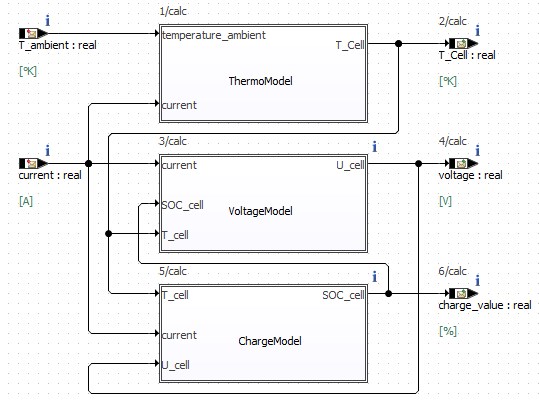 1/calc
2/calc
i
i
temperature_ambient
T_Cell
T_ambient : real
T_Cell : real
[°K]
ThermoModel
[°K]
current
3/calc
4/calc
i
i
i
current
U_cell
current : real
voltage : real
[A]
SOC_cell
VoltageModel
[V]
T_cell
5/calc
6/calc
i
i
T_cell
SOC_cell
charge_value : real
current
ChargeModel
[%]
U_cell